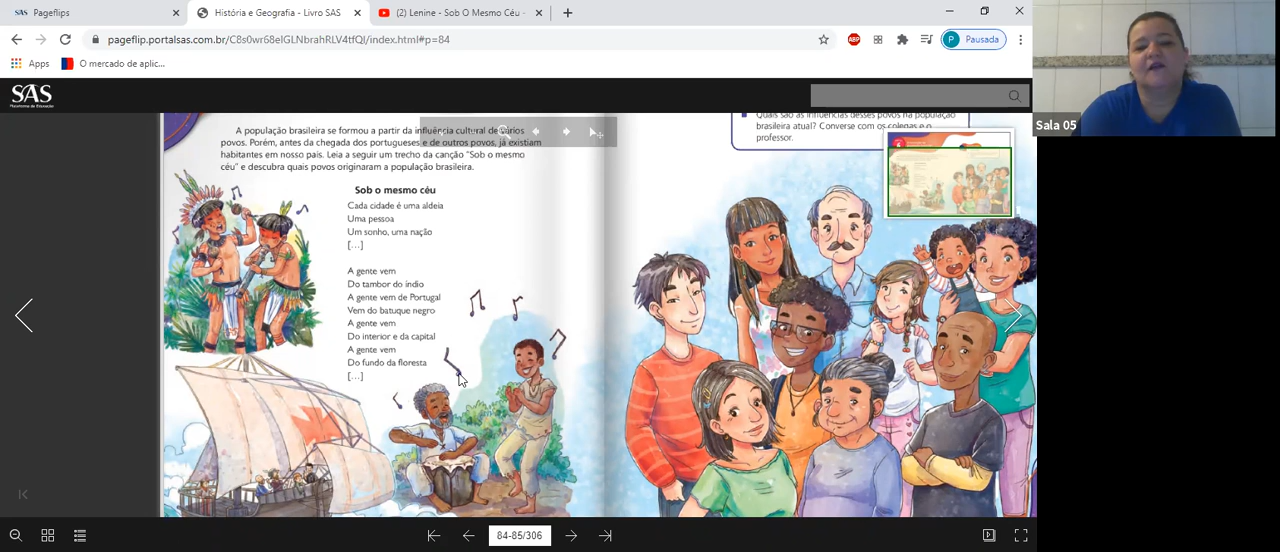 Pageflips
História e Geografia - Livro SAS
(2) Lenine - Sob O Mesmo Céu -
pageflip.portalsas.com.br/C8s0wr68elGLNbrahRLV4tfQI/index.html#p=84
ABP
P Pausada
Apps
O mercado de aplic...
SAS
Plataforma de Educação
A população brasileira se formou a partir da influência cultural de vários
povos. Porém, antes da chegada dos portugueses e de outros povos, já existiam
habitantes em nosso país. Leia a seguir um trecho da canção "Sob o mesmo
céu" e descubra quais povos originaram a população brasileira.
Sob o mesmo céu
Cada cidade é uma aldeia
Uma pessoa
Um sonho, uma nação
[...]
A gente vem
Do tambor do índio
A gente vem de Portugal
Vem do batuque negro
A gente vem
Do interior e da capital
A gente vem
Do fundo da floresta
[...]
Quais são as influências desses povos na população
brasileira atual? Converse com os colegas e o
professor.
84-85/306
Sala 05